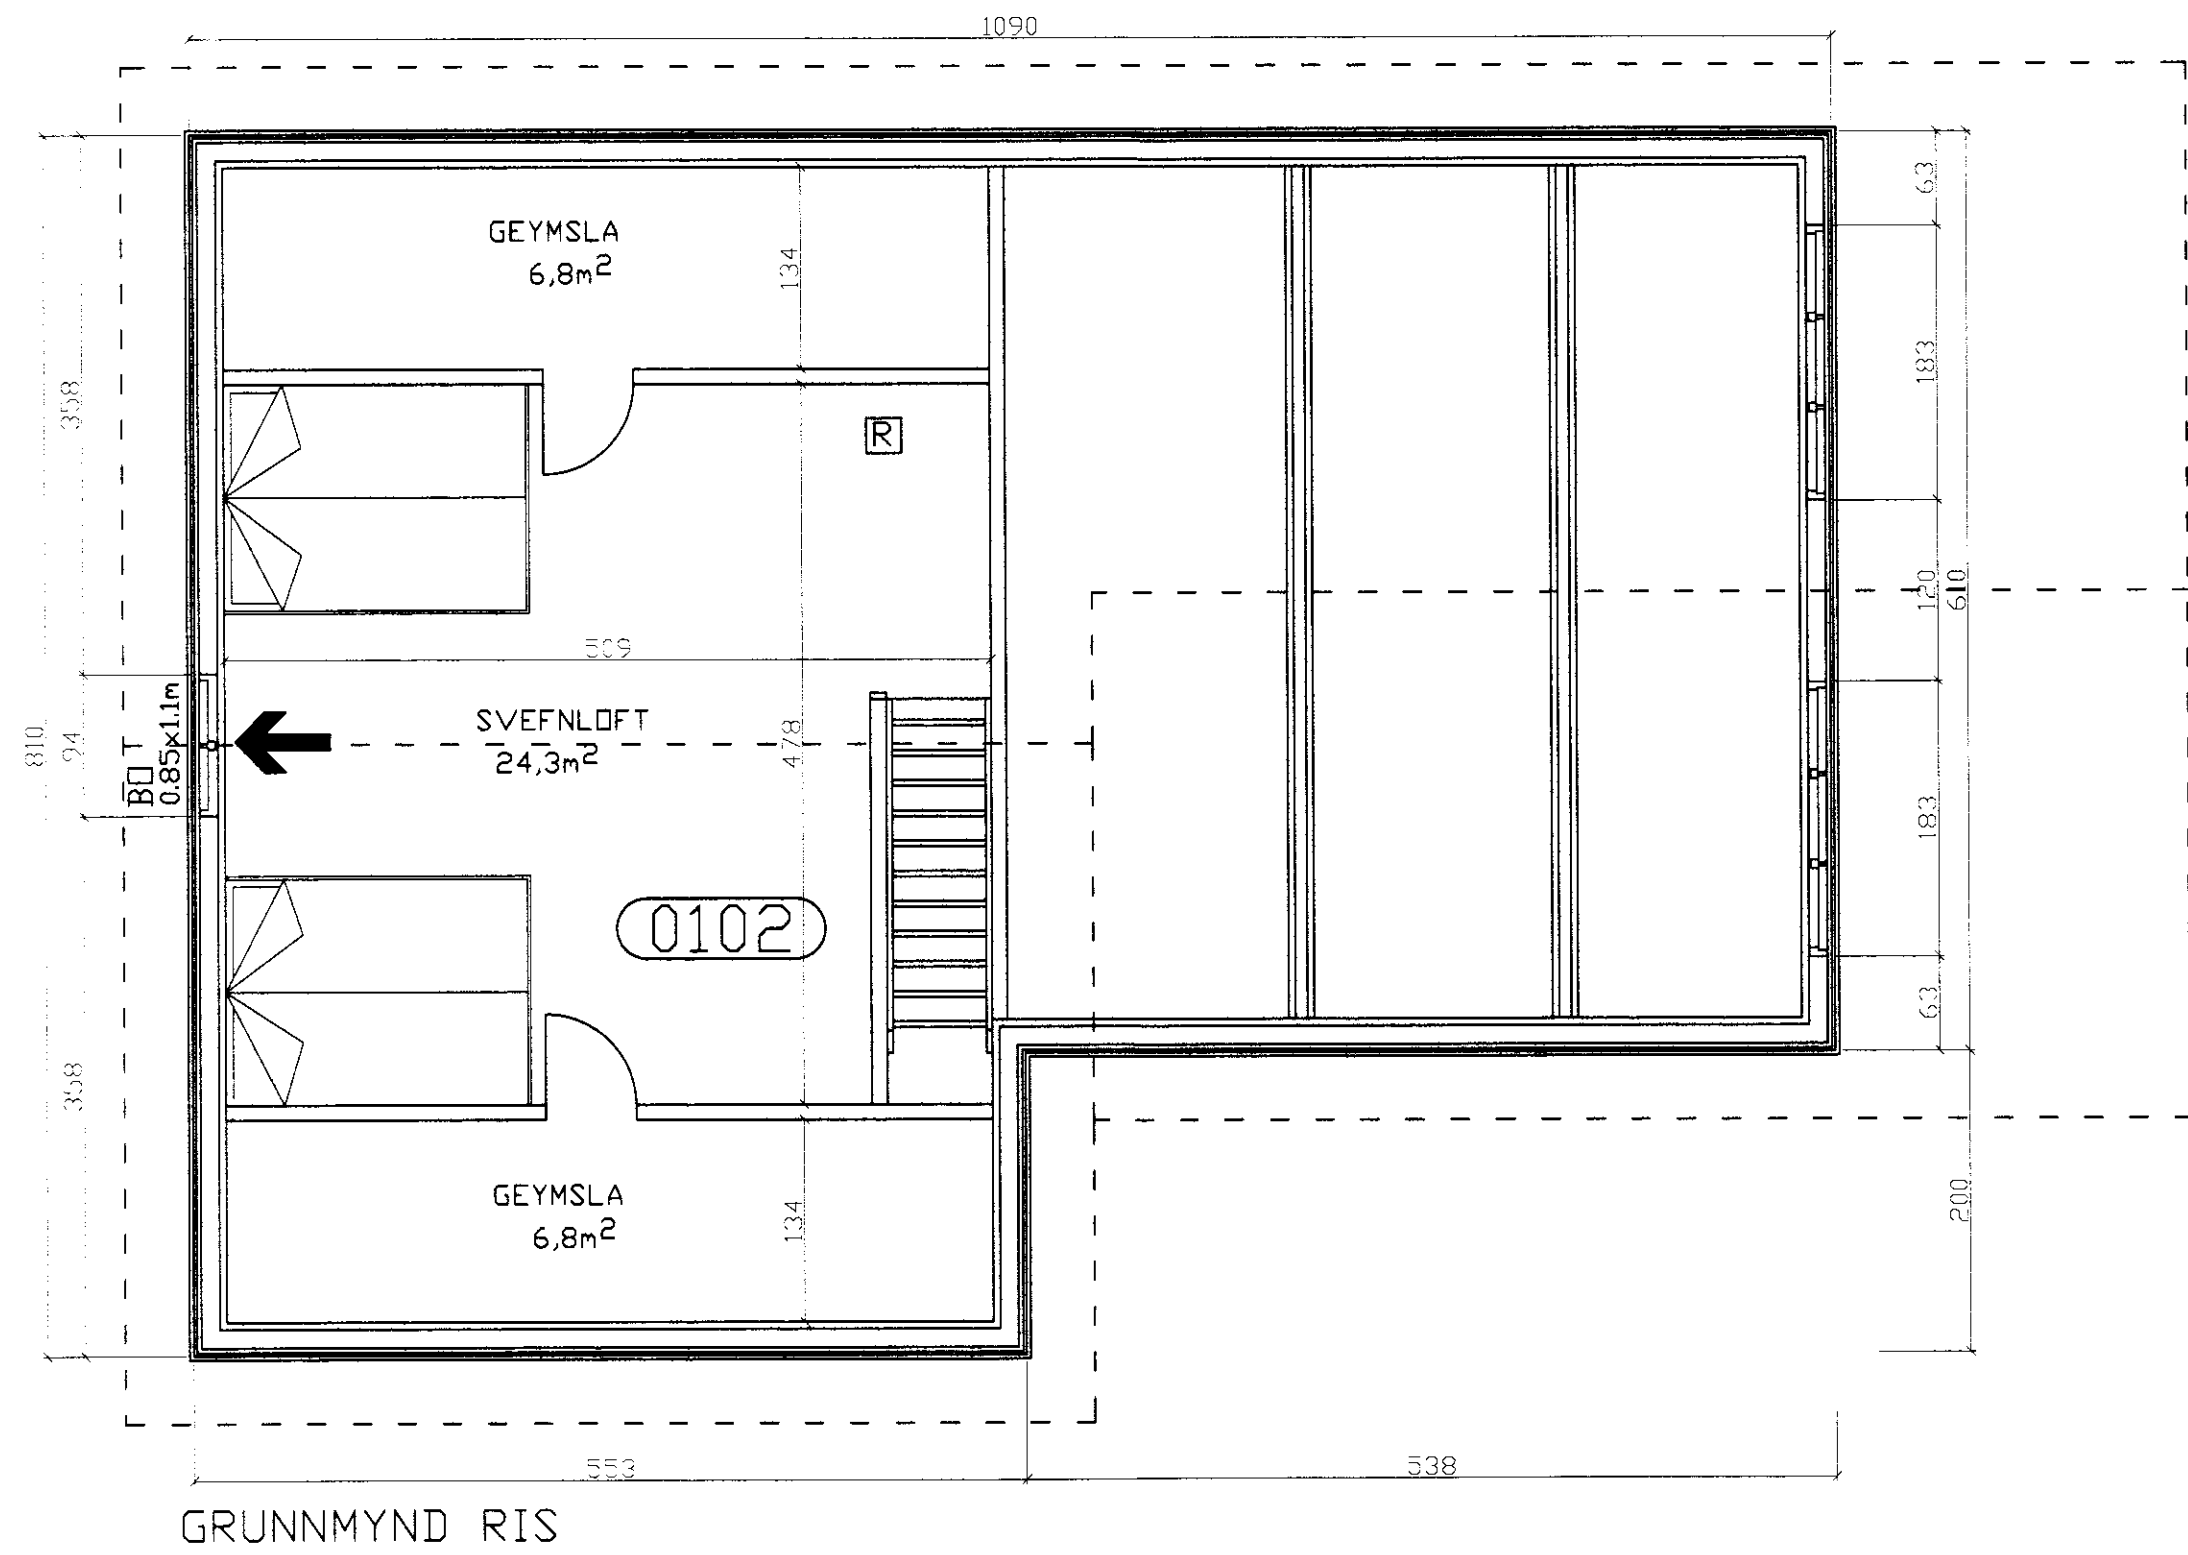 1090
GEYMSLA
6,8m²
134
63
358
183
R
509
120
610
SVEFNLOFT
24,3m²
478
810
94
BO T
0.85x1.1m
183
0102
63
358
GEYMSLA
6,8m²
134
200
553
538
GRUNNMYND RIS